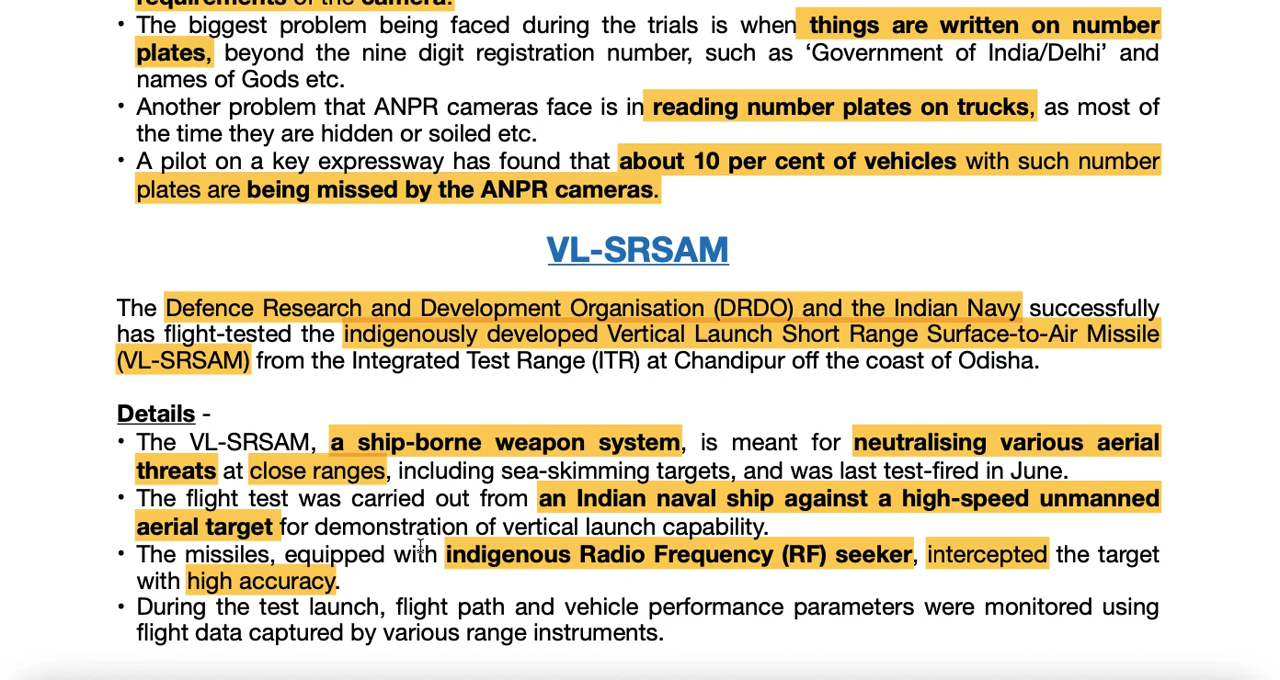 requirements of the camera.
• The biggest problem being faced during the trials is when things are written on number
plates, beyond the nine digit registration number, such as ‘Government of India/Delhi’ and
names of Gods etc.
• Another problem that ANPR cameras face is in reading number plates on trucks, as most of
the time they are hidden or soiled etc.
• A pilot on a key expressway has found that about 10 per cent of vehicles with such number
plates are being missed by the ANPR cameras.
VL-SRSAM
The Defence Research and Development Organisation (DRDO) and the Indian Navy successfully
has flight-tested the indigenously developed Vertical Launch Short Range Surface-to-Air Missile
(VL-SRSAM) from the Integrated Test Range (ITR) at Chandipur off the coast of Odisha.
Details -
• The VL-SRSAM, a ship-borne weapon system, is meant for neutralising various aerial
threats at close ranges, including sea-skimming targets, and was last test-fired in June.
• The flight test was carried out from an Indian naval ship against a high-speed unmanned
aerial target for demonstration of vertical launch capability.
• The missiles, equipped with indigenous Radio Frequency (RF) seeker, intercepted the target
with high accuracy.
• During the test launch, flight path and vehicle performance parameters were monitored using
flight data captured by various range instruments.